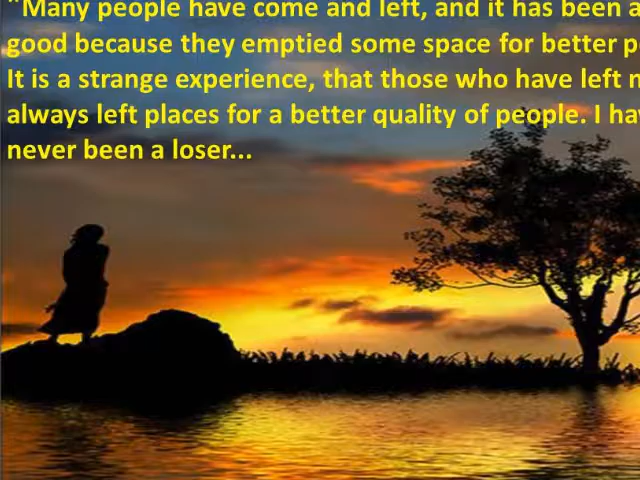 "Many people have come and left, and it has been a
good because they emptied some space for better p
It is a strange experience, that those who have left
always left places for a better quality of people. I ha
never been a loser...